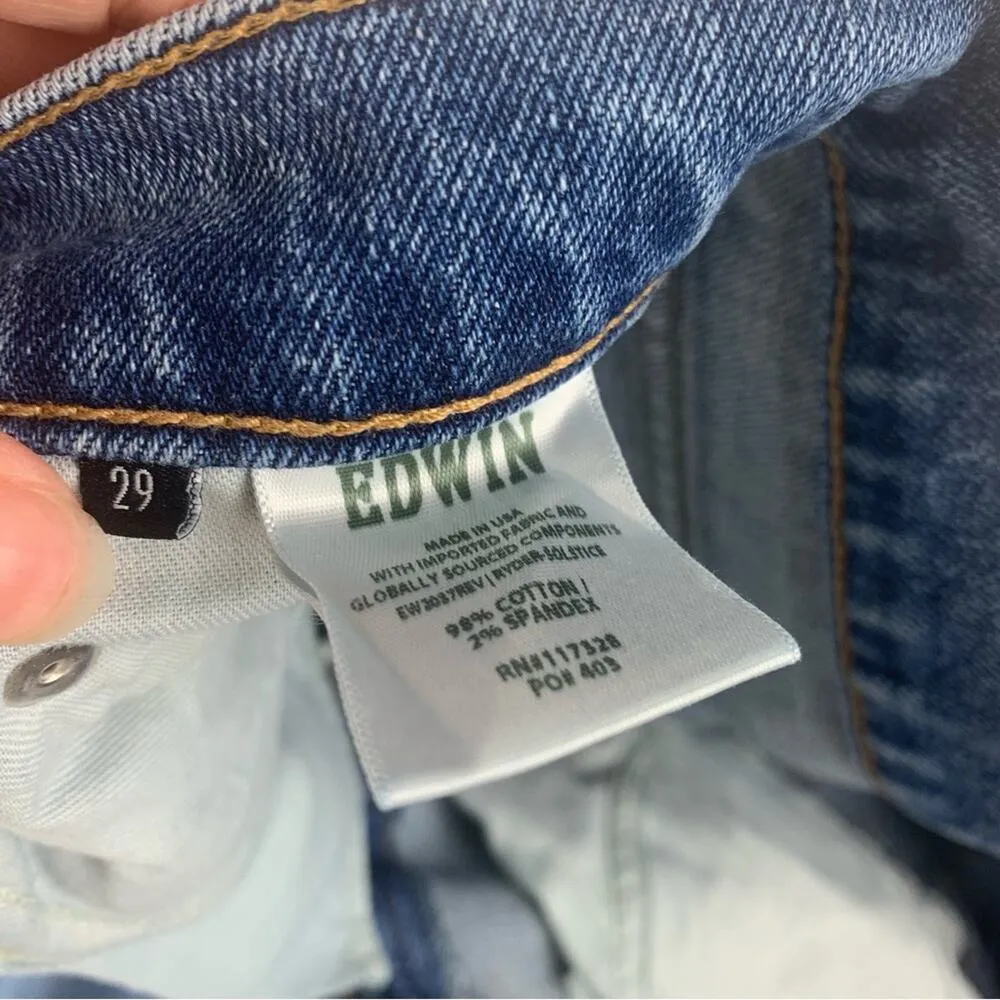 29
EDWIN
MADE IN USA
WITH IMPORTED FABRIC AND
GLOBALLY SOURCED COMPONENTS
EW3087REV | RYDER-SOLSTICE
98% COTTON /
2% SPANDEX
RN#117328
PO# 403